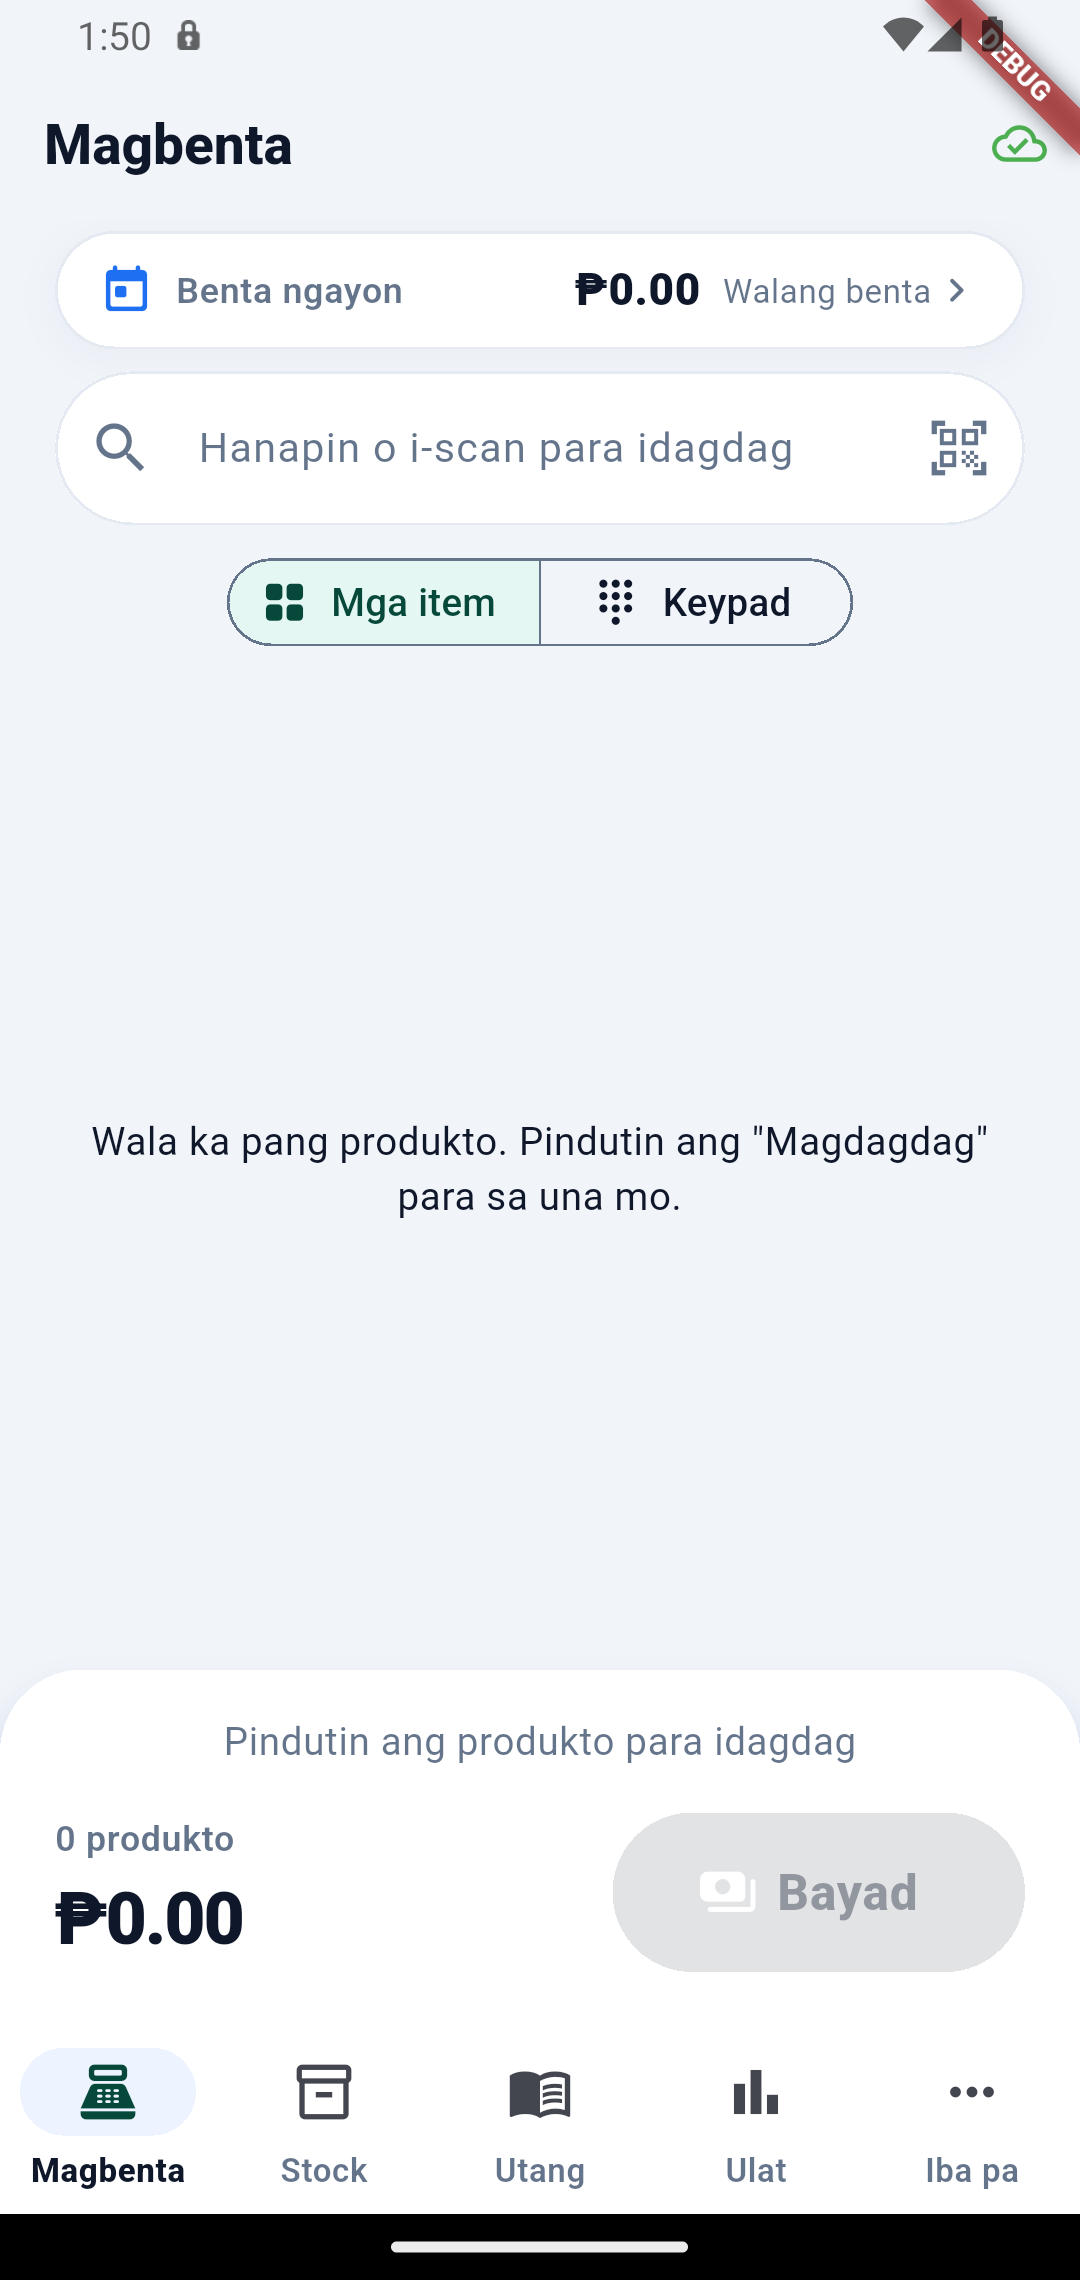 1:50
DEBUG
Magbenta
Benta ngayon ₱0.00 Walang benta
Hanapin o i-scan para idagdag
Mga item Keypad
Wala ka pang produkto. Pindutin ang "Magdagdag"
para sa una mo.
Pindutin ang produkto para idagdag
0 produkto
₱0.00
Bayad
Magbenta Stock Utang Ulat Iba pa